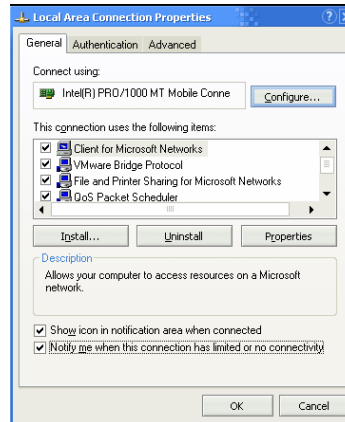 Local Area Connection Properties
General Authentication Advanced
Connect using:
Intel(R) PRO/1000 MT Mobile Conne
Configure...
This connection uses the following items:
Client for Microsoft Networks
VMware Bridge Protocol
File and Printer Sharing for Microsoft Networks
QoS Packet Scheduler
Install... Uninstall Properties
Description
Allows your computer to access resources on a Microsoft
network.
Show icon in notification area when connected
Notify me when this connection has limited or no connectivity
OK Cancel